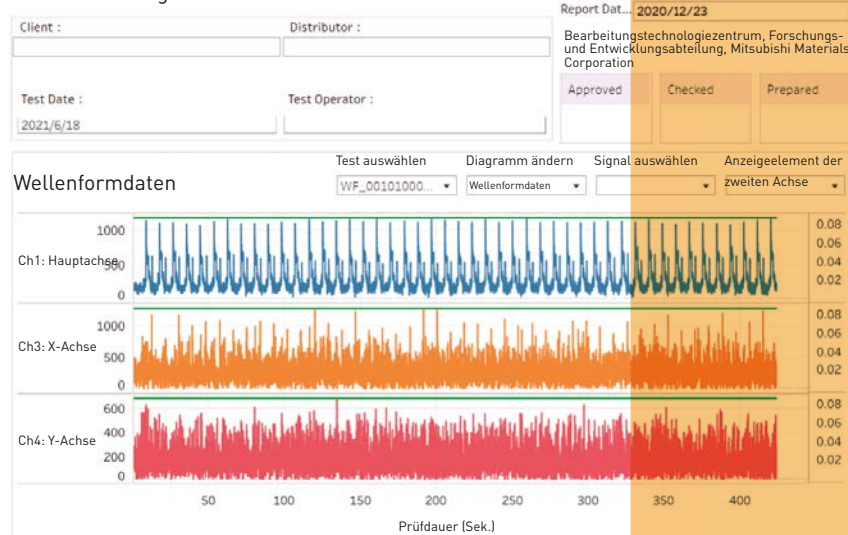 Report Dat... 2020/12/23
Client :
Distributor :
Bearbeitungstechnologiezentrum, Forschungs-
und Entwicklungsabteilung, Mitsubishi Materials
Corporation
Approved
Checked
Prepared
Test Date :
Test Operator :
2021/6/18
Wellenformdaten
Test auswählen
Diagramm ändern
Signal auswählen
Anzeigeelement der
zweiten Achse
WF_00101000...
Wellenformdaten
Ch1: Hauptachse
1000
500
0
0.08
0.06
0.04
0.02
Ch3: X-Achse
1000
500
0
0.08
0.06
0.04
0.02
Ch4: Y-Achse
600
400
200
0
0.08
0.06
0.04
0.02
50 100 150 200 250 300 350 400
Prüfdauer (Sek.)